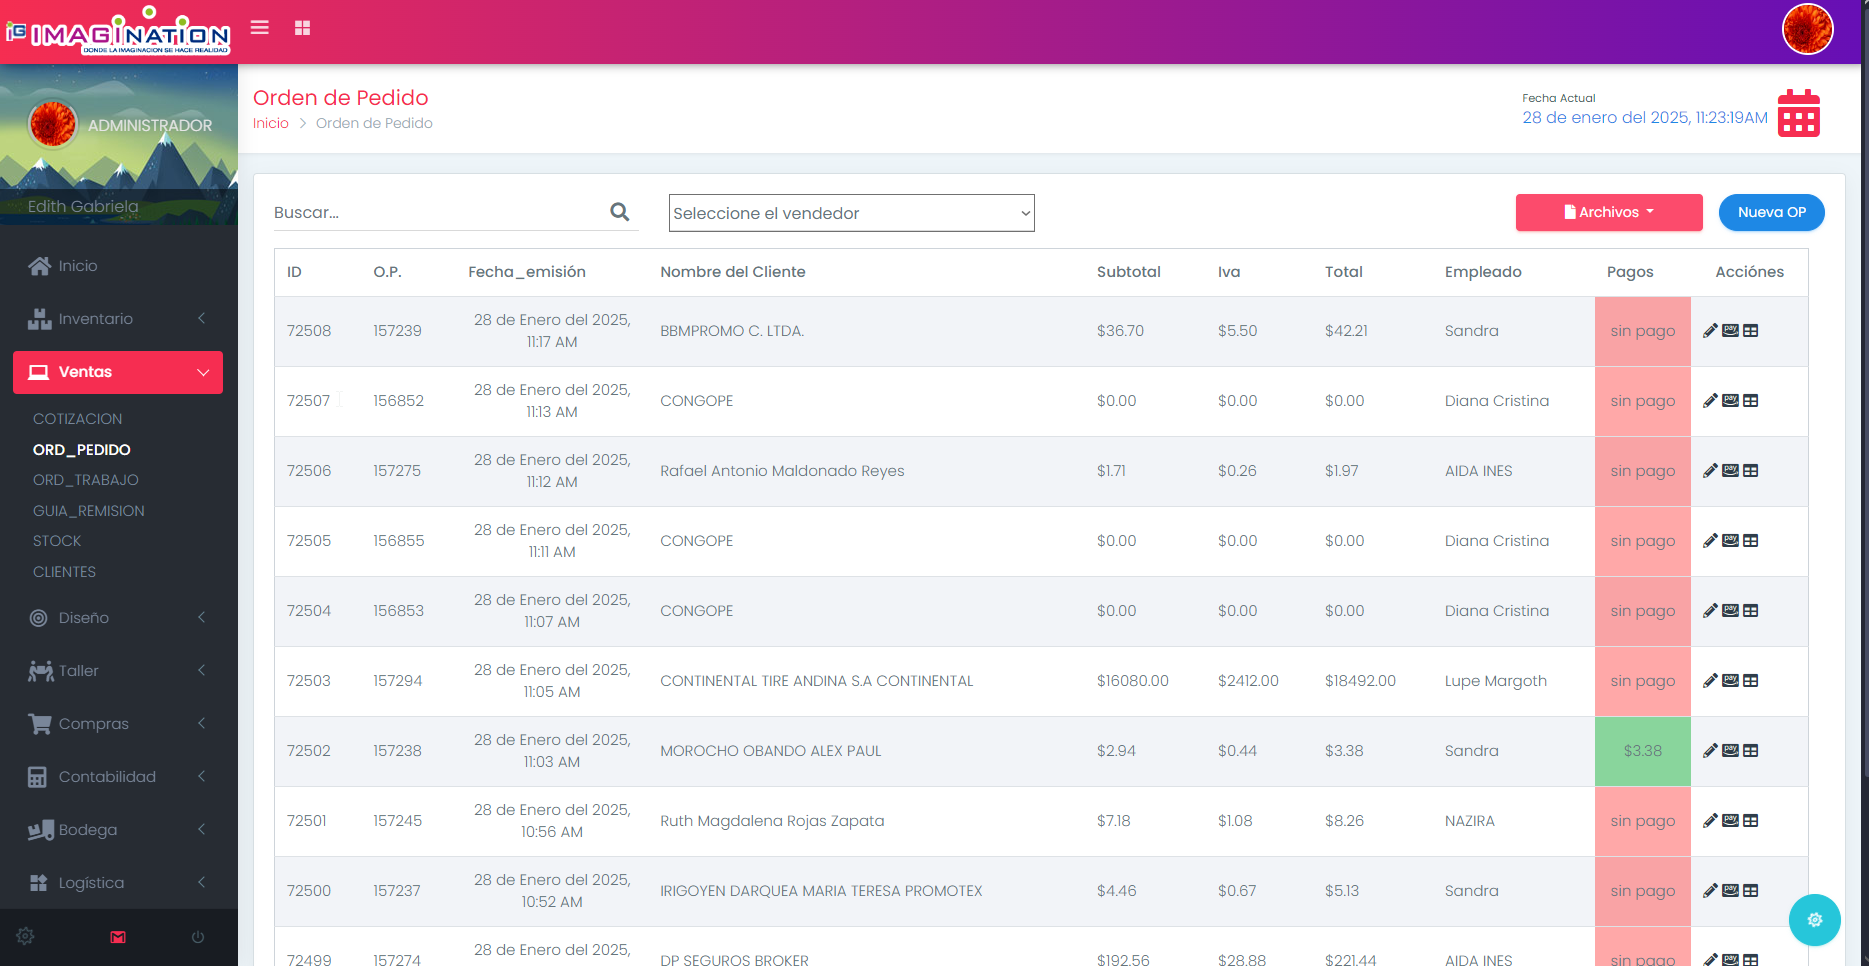 iG IMAGINATION
DONDE LA IMAGINACION SE HACE REALIDAD
ADMINISTRADOR
Edith Gabriela
Inicio
Inventario
Ventas
COTIZACION
ORD_PEDIDO
ORD_TRABAJO
GUIA_REMISION
STOCK
CLIENTES
Diseño
Taller
Compras
Contabilidad
Bodega
Logística
Orden de Pedido
Inicio > Orden de Pedido
Fecha Actual
28 de enero del 2025, 11:23:19AM
Buscar... Seleccione el vendedor Archivos Nueva OP
ID O.P. Fecha_emisión Nombre del Cliente Subtotal Iva Total Empleado Pagos Acciónes
72508 157239 28 de Enero del 2025, 11:17 AM BBMPROMO C. LTDA. $36.70 $5.50 $42.21 Sandra sin pago pay
72507 156852 28 de Enero del 2025, 11:13 AM CONGOPE $0.00 $0.00 $0.00 Diana Cristina sin pago pay
72506 157275 28 de Enero del 2025, 11:12 AM Rafael Antonio Maldonado Reyes $1.71 $0.26 $1.97 AIDA INES sin pago pay
72505 156855 28 de Enero del 2025, 11:11 AM CONGOPE $0.00 $0.00 $0.00 Diana Cristina sin pago pay
72504 156853 28 de Enero del 2025, 11:07 AM CONGOPE $0.00 $0.00 $0.00 Diana Cristina sin pago pay
72503 157294 28 de Enero del 2025, 11:05 AM CONTINENTAL TIRE ANDINA S.A CONTINENTAL $16080.00 $2412.00 $18492.00 Lupe Margoth sin pago pay
72502 157238 28 de Enero del 2025, 11:03 AM MOROCHO OBANDO ALEX PAUL $2.94 $0.44 $3.38 Sandra $3.38 pay
72501 157245 28 de Enero del 2025, 10:56 AM Ruth Magdalena Rojas Zapata $7.18 $1.08 $8.26 NAZIRA sin pago pay
72500 157237 28 de Enero del 2025, 10:52 AM IRIGOYEN DARQUEA MARIA TERESA PROMOTEX $4.46 $0.67 $5.13 Sandra sin pago pay
72499 157274 28 de Enero del 2025, DP SEGUROS BROKER $192.56 $28.88 $221.44 AIDA INES sin pago pay